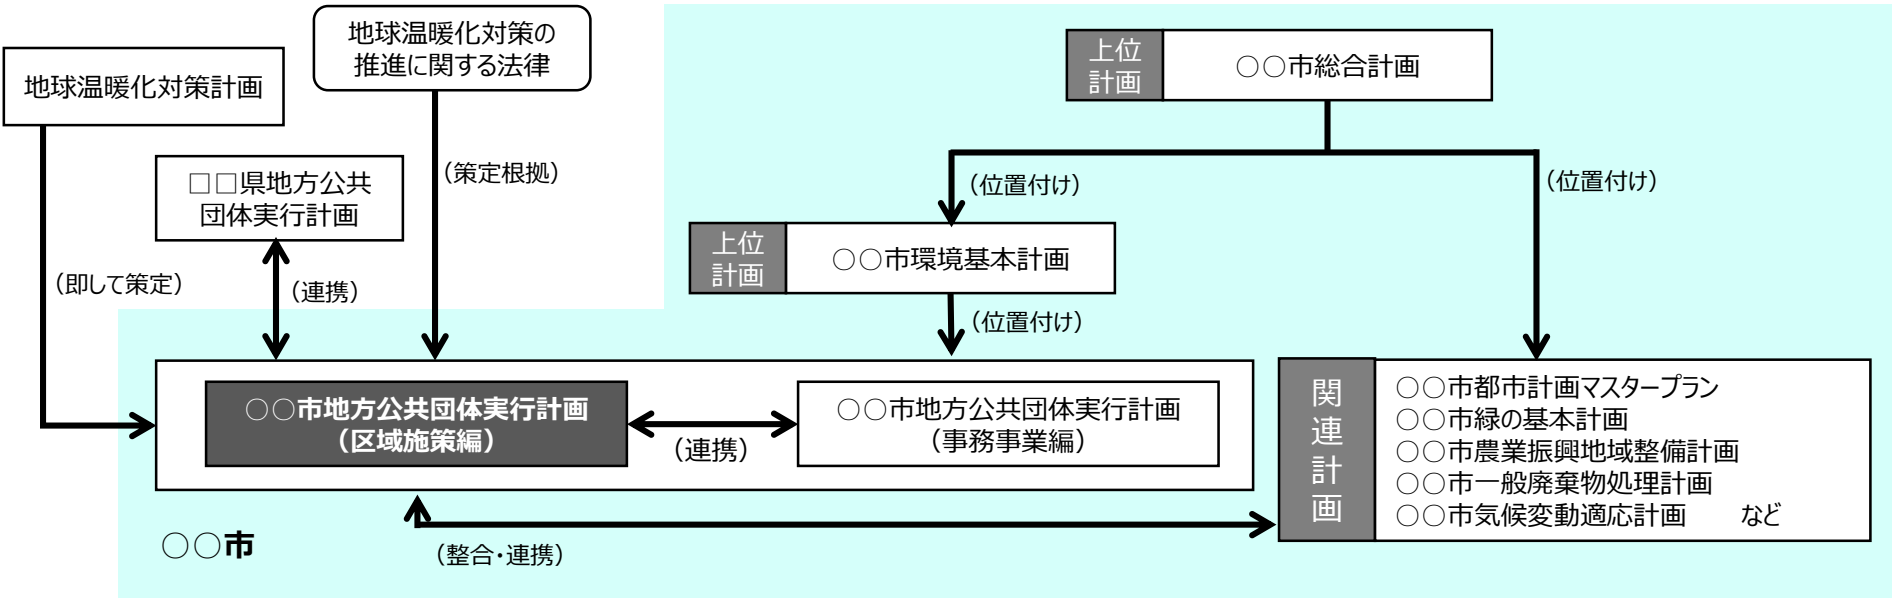 地球温暖化対策計画
地球温暖化対策の
推進に関する法律
上位
計画
○○市総合計画
（策定根拠）
□□県地方公共
団体実行計画
（位置付け）
（位置付け）
上位
計画
○○市環境基本計画
（即して策定）
（連携）
（位置付け）
○○市地方公共団体実行計画
（区域施策編）
（連携）
○○市地方公共団体実行計画
（事務事業編）
関
連
計
画
○○市都市計画マスタープラン
○○市緑の基本計画
○○市農業振興地域整備計画
○○市一般廃棄物処理計画
○○市気候変動適応計画　　など
○○市
（整合・連携）